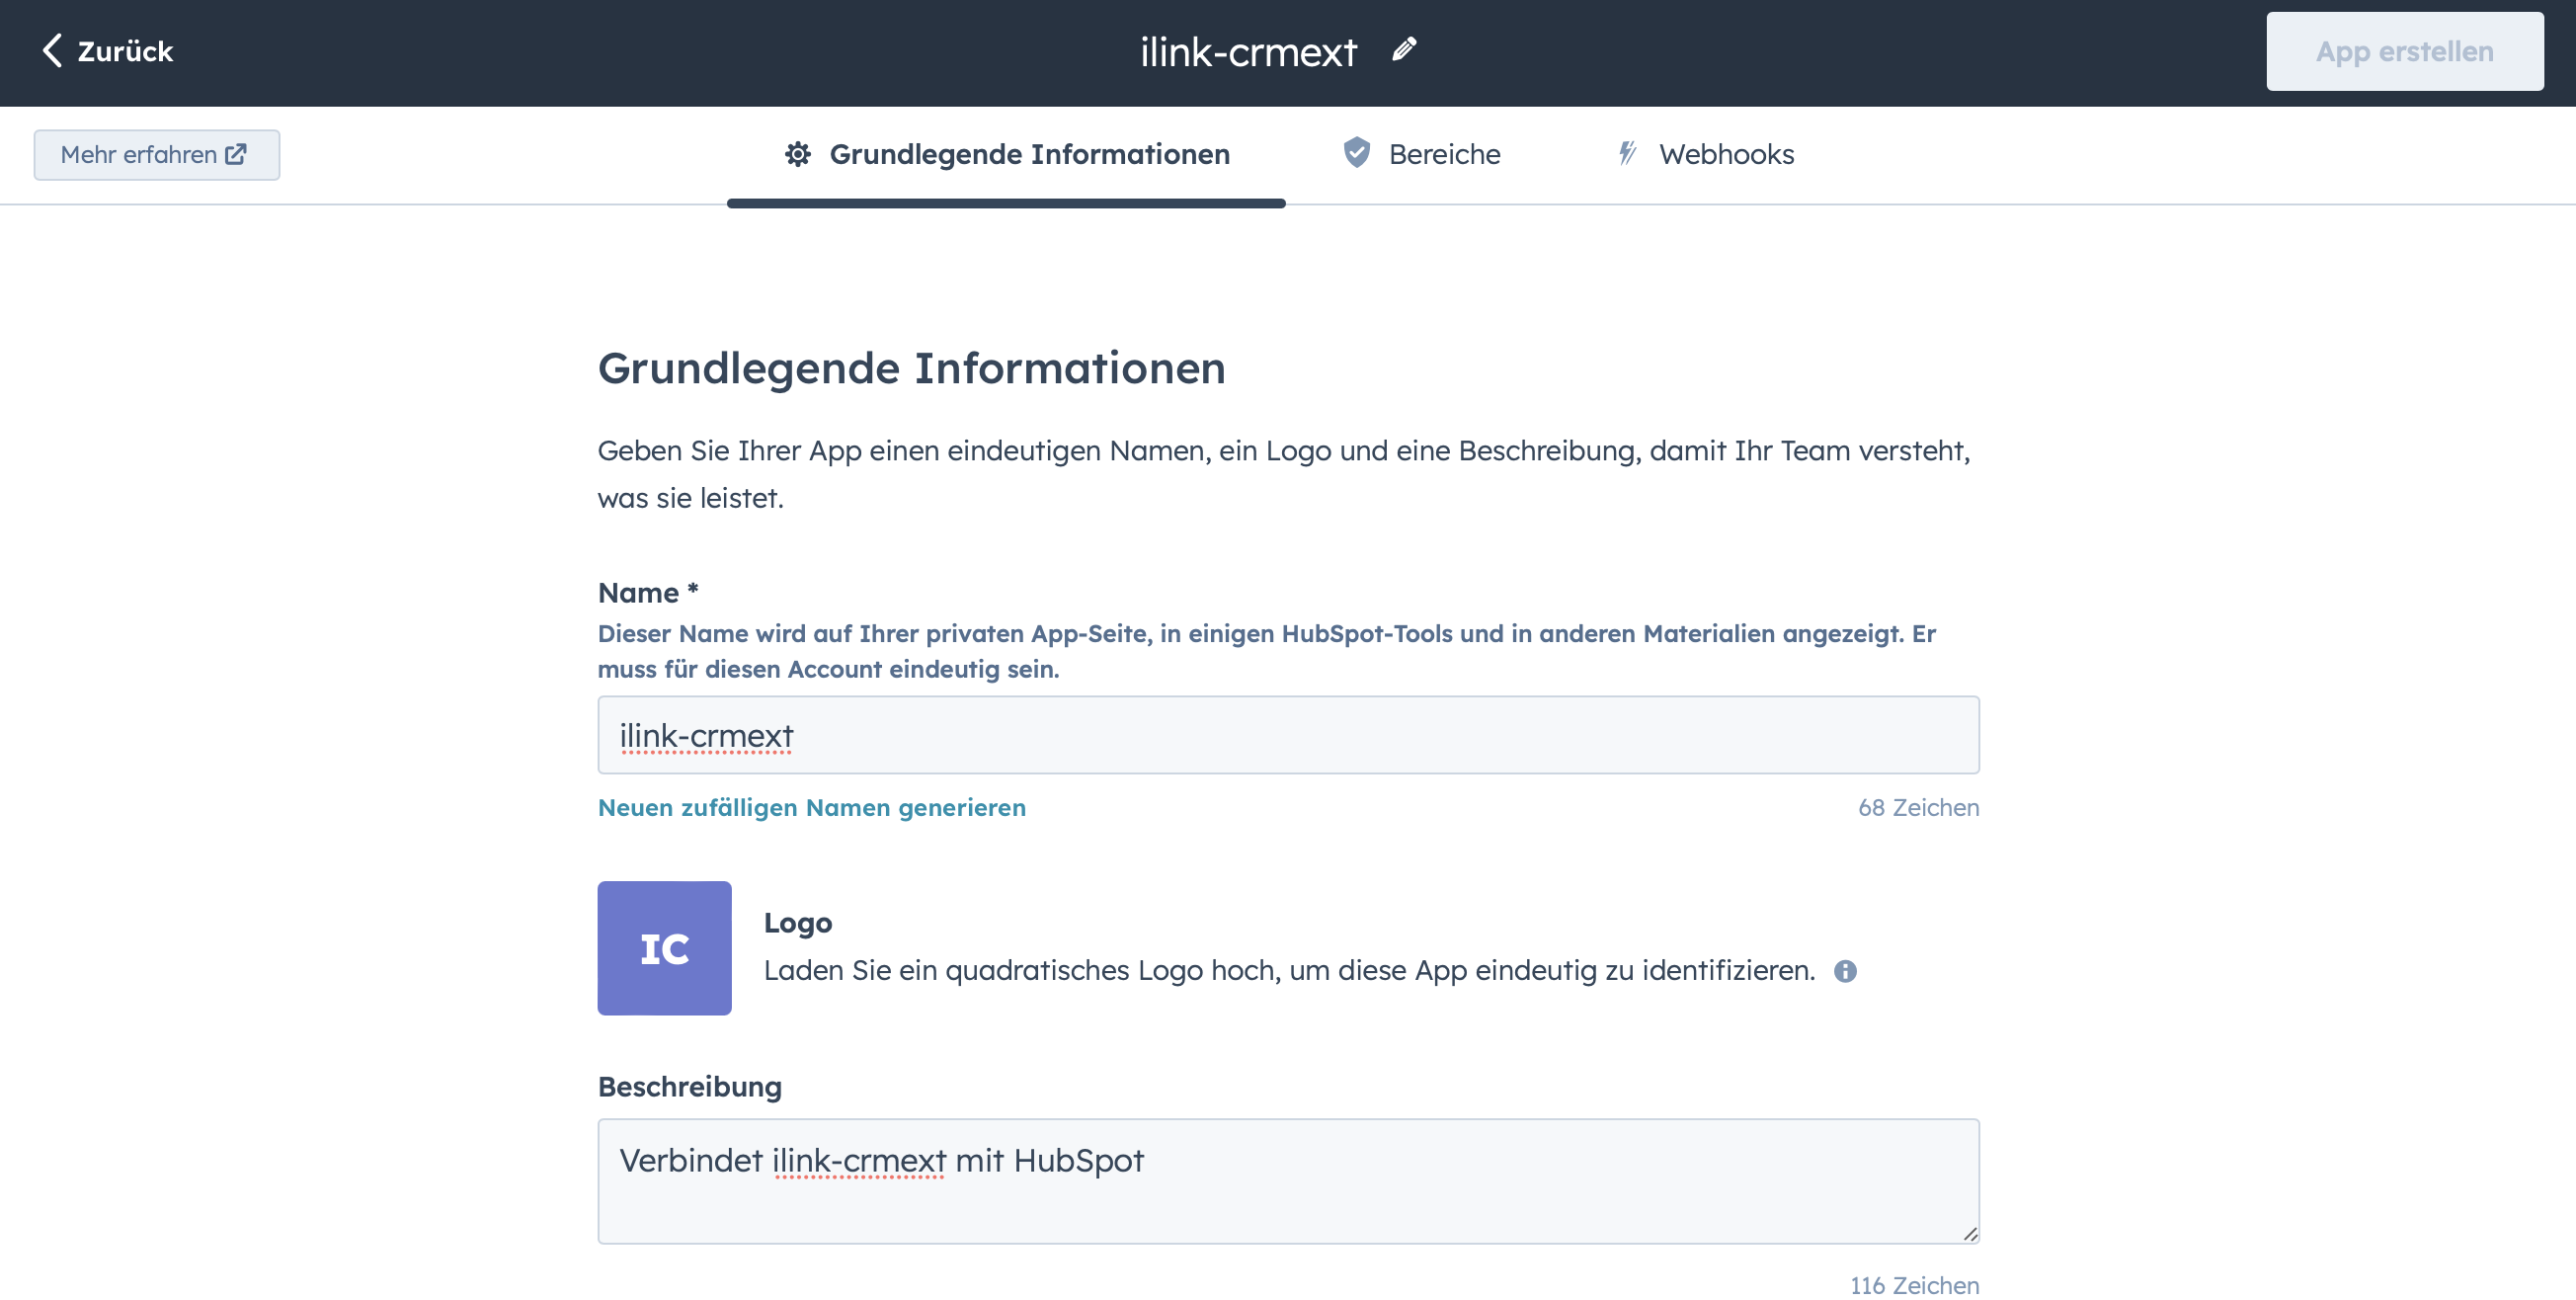 Zurück
ilink-crmext
App erstellen
Mehr erfahren
Grundlegende Informationen
Bereiche
Webhooks
Grundlegende Informationen
Geben Sie Ihrer App einen eindeutigen Namen, ein Logo und eine Beschreibung, damit Ihr Team versteht,
was sie leistet.
Name *
Dieser Name wird auf Ihrer privaten App-Seite, in einigen HubSpot-Tools und in anderen Materialien angezeigt. Er
muss für diesen Account eindeutig sein.
ilink-crmext
Neuen zufälligen Namen generieren
68 Zeichen
IC
Logo
Laden Sie ein quadratisches Logo hoch, um diese App eindeutig zu identifizieren.
Beschreibung
Verbindet ilink-crmext mit HubSpot
116 Zeichen